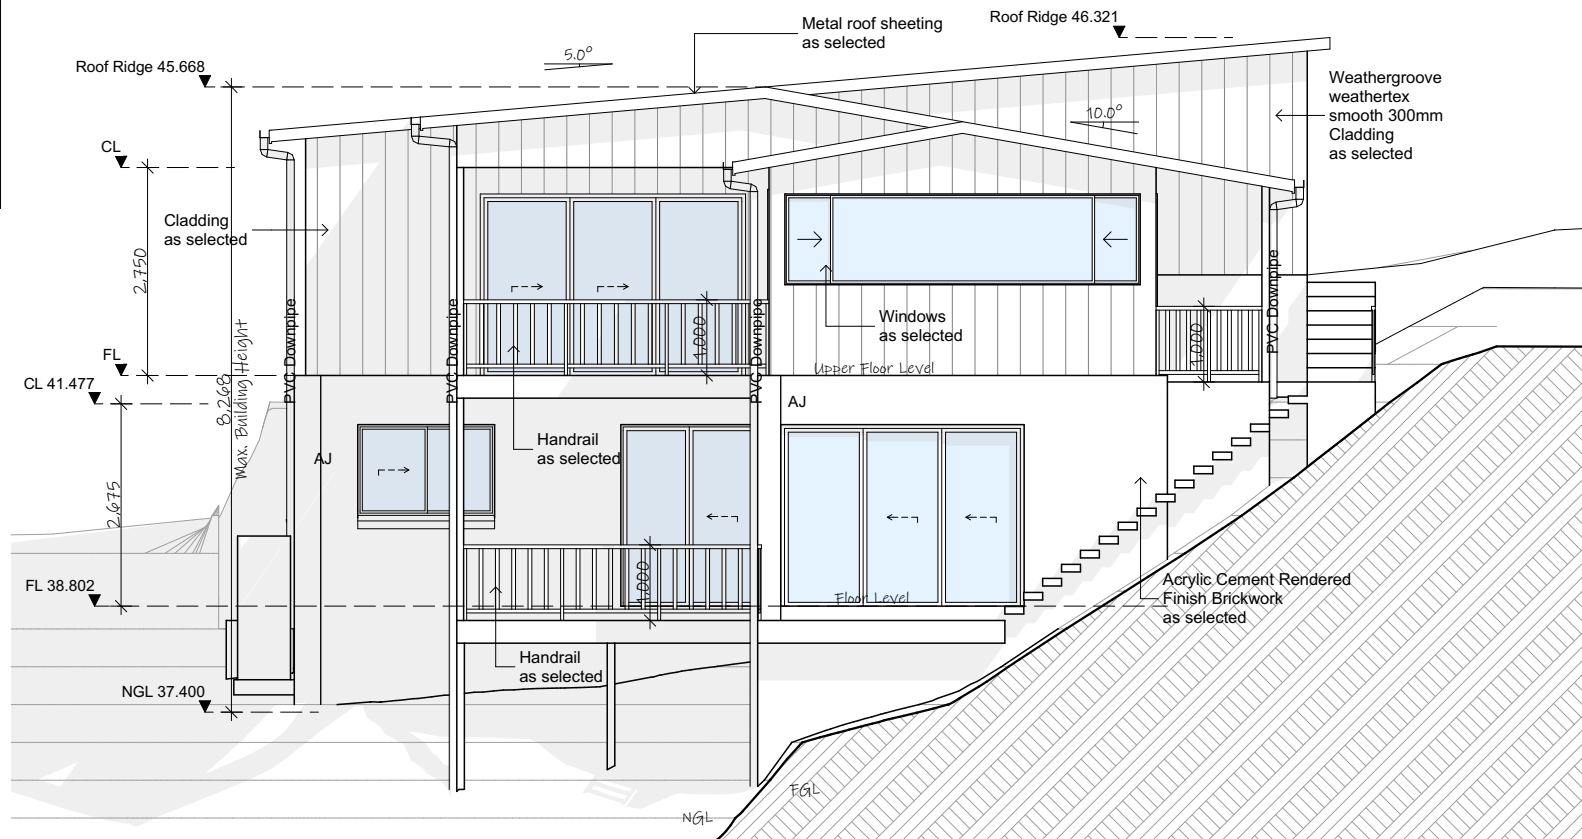 Roof Ridge 46.321
Metal roof sheeting
as selected
5.0°
Roof Ridge 45.668
Weathergroove
weathertex
smooth 300mm
Cladding
as selected
10.0°
CL
Cladding
as selected
2,750
Windows
as selected
PVC Downpipe
PVC Downpipe
PVC Downpipe
PVC Downpipe
1,000
1,000
FL
Upper Floor Level
CL 41.477
8,268
Max. Building Height
AJ
Handrail
as selected
AJ
2,675
1,000
FL 38.802
Floor Level
Acrylic Cement Rendered
Finish Brickwork
as selected
Handrail
as selected
NGL 37.400
FGL
NGL